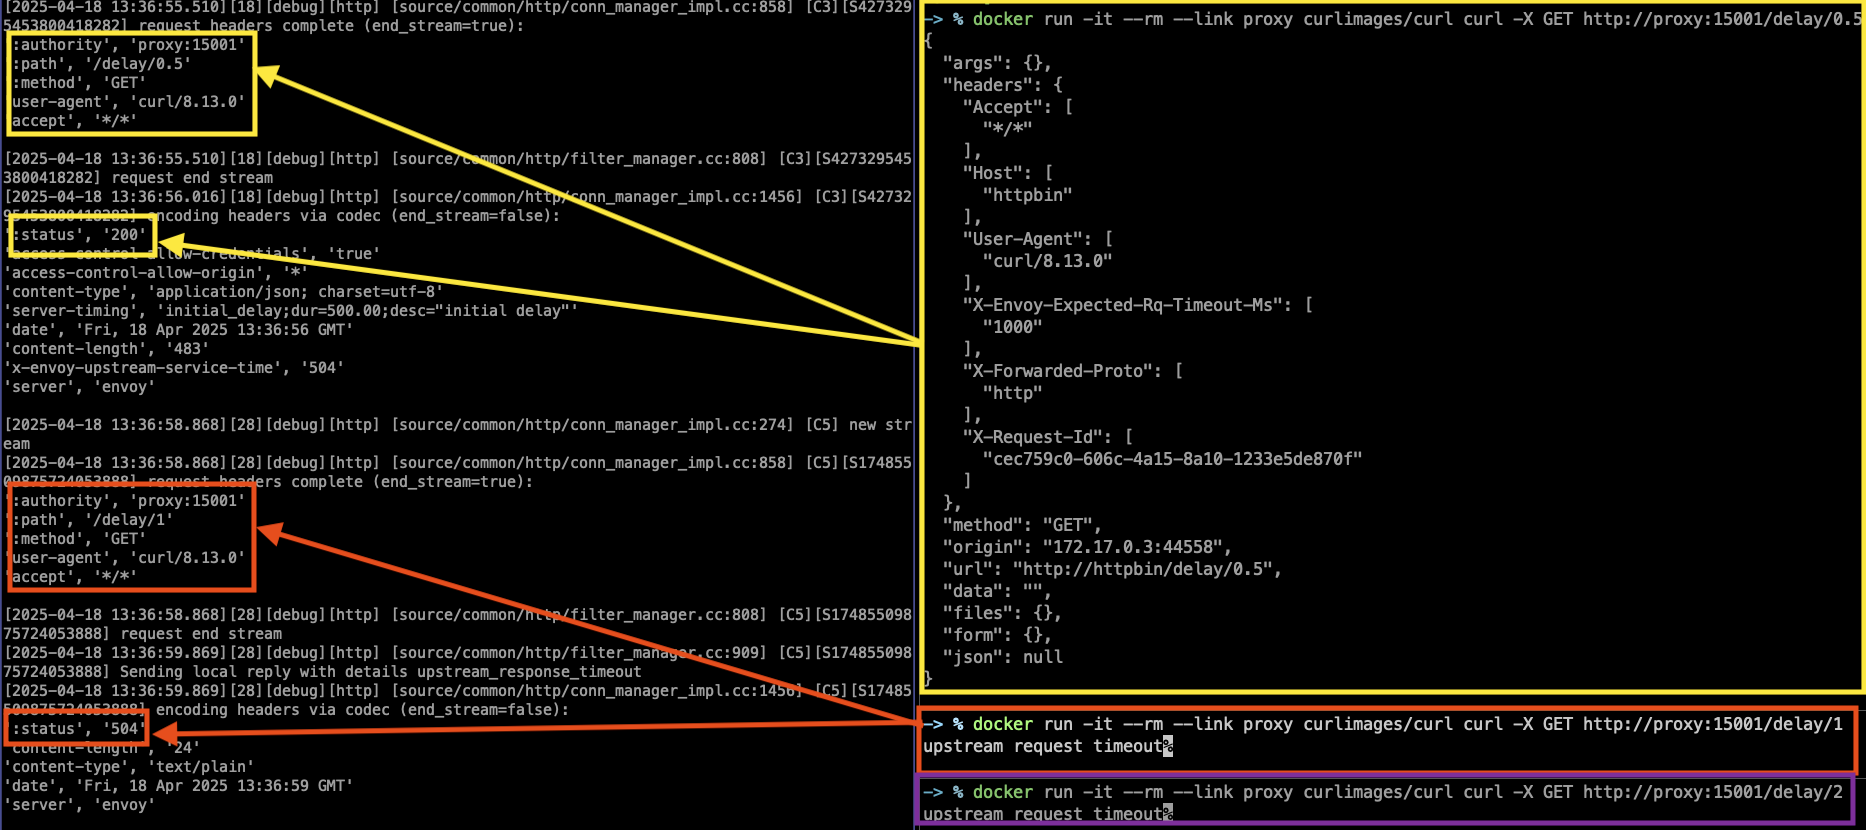 [2025-04-18 13:36:55.510][18][debug][http] [source/common/http/conn_manager_impl.cc:858] [C3][S427329
5453800418282] request headers complete (end_stream=true):
':authority', 'proxy:15001'
':path', '/delay/0.5'
':method', 'GET'
'user-agent', 'curl/8.13.0'
'accept', '*/*'
[2025-04-18 13:36:55.510][18][debug][http] [source/common/http/filter_manager.cc:808] [C3][S427329545
3800418282] request end stream
[2025-04-18 13:36:56.016][18][debug][http] [source/common/http/conn_manager_impl.cc:1456] [C3][S42732
95453800418282] encoding headers via codec (end_stream=false):
':status', '200'
'access-control-allow-credentials', 'true'
'access-control-allow-origin', '*'
'content-type', 'application/json; charset=utf-8'
'server-timing', 'initial_delay;dur=500.00;desc="initial delay"'
'date', 'Fri, 18 Apr 2025 13:36:56 GMT'
'content-length', '483'
'x-envoy-upstream-service-time', '504'
'server', 'envoy'
[2025-04-18 13:36:58.868][28][debug][http] [source/common/http/conn_manager_impl.cc:274] [C5] new str
eam
[2025-04-18 13:36:58.868][28][debug][http] [source/common/http/conn_manager_impl.cc:858] [C5][S174855
09875724053888] request headers complete (end_stream=true):
':authority', 'proxy:15001'
':path', '/delay/1'
':method', 'GET'
'user-agent', 'curl/8.13.0'
'accept', '*/*'
[2025-04-18 13:36:58.868][28][debug][http] [source/common/http/filter_manager.cc:808] [C5][S174855098
75724053888] request end stream
[2025-04-18 13:36:59.869][28][debug][http] [source/common/http/filter_manager.cc:909] [C5][S174855098
75724053888] Sending local reply with details upstream_response_timeout
[2025-04-18 13:36:59.869][28][debug][http] [source/common/http/conn_manager_impl.cc:1456] [C5][S17485
509875724053888] encoding headers via codec (end_stream=false):
':status', '504'
'content-length', '24'
'content-type', 'text/plain'
'date', 'Fri, 18 Apr 2025 13:36:59 GMT'
'server', 'envoy'
-> % docker run -it --rm --link proxy curlimages/curl curl -X GET http://proxy:15001/delay/0.5
{
"args": {},
"headers": {
"Accept": [
"*/*"
],
"Host": [
"httpbin"
],
"User-Agent": [
"curl/8.13.0"
],
"X-Envoy-Expected-Rq-Timeout-Ms": [
"1000"
],
"X-Forwarded-Proto": [
"http"
],
"X-Request-Id": [
"cec759c0-606c-4a15-8a10-1233e5de870f"
]
},
"method": "GET",
"origin": "172.17.0.3:44558",
"url": "http://httpbin/delay/0.5",
"data": "",
"files": {},
"form": {},
"json": null
}
-> % docker run -it --rm --link proxy curlimages/curl curl -X GET http://proxy:15001/delay/1
upstream request timeout%
-> % docker run -it --rm --link proxy curlimages/curl curl -X GET http://proxy:15001/delay/2
upstream request timeout%